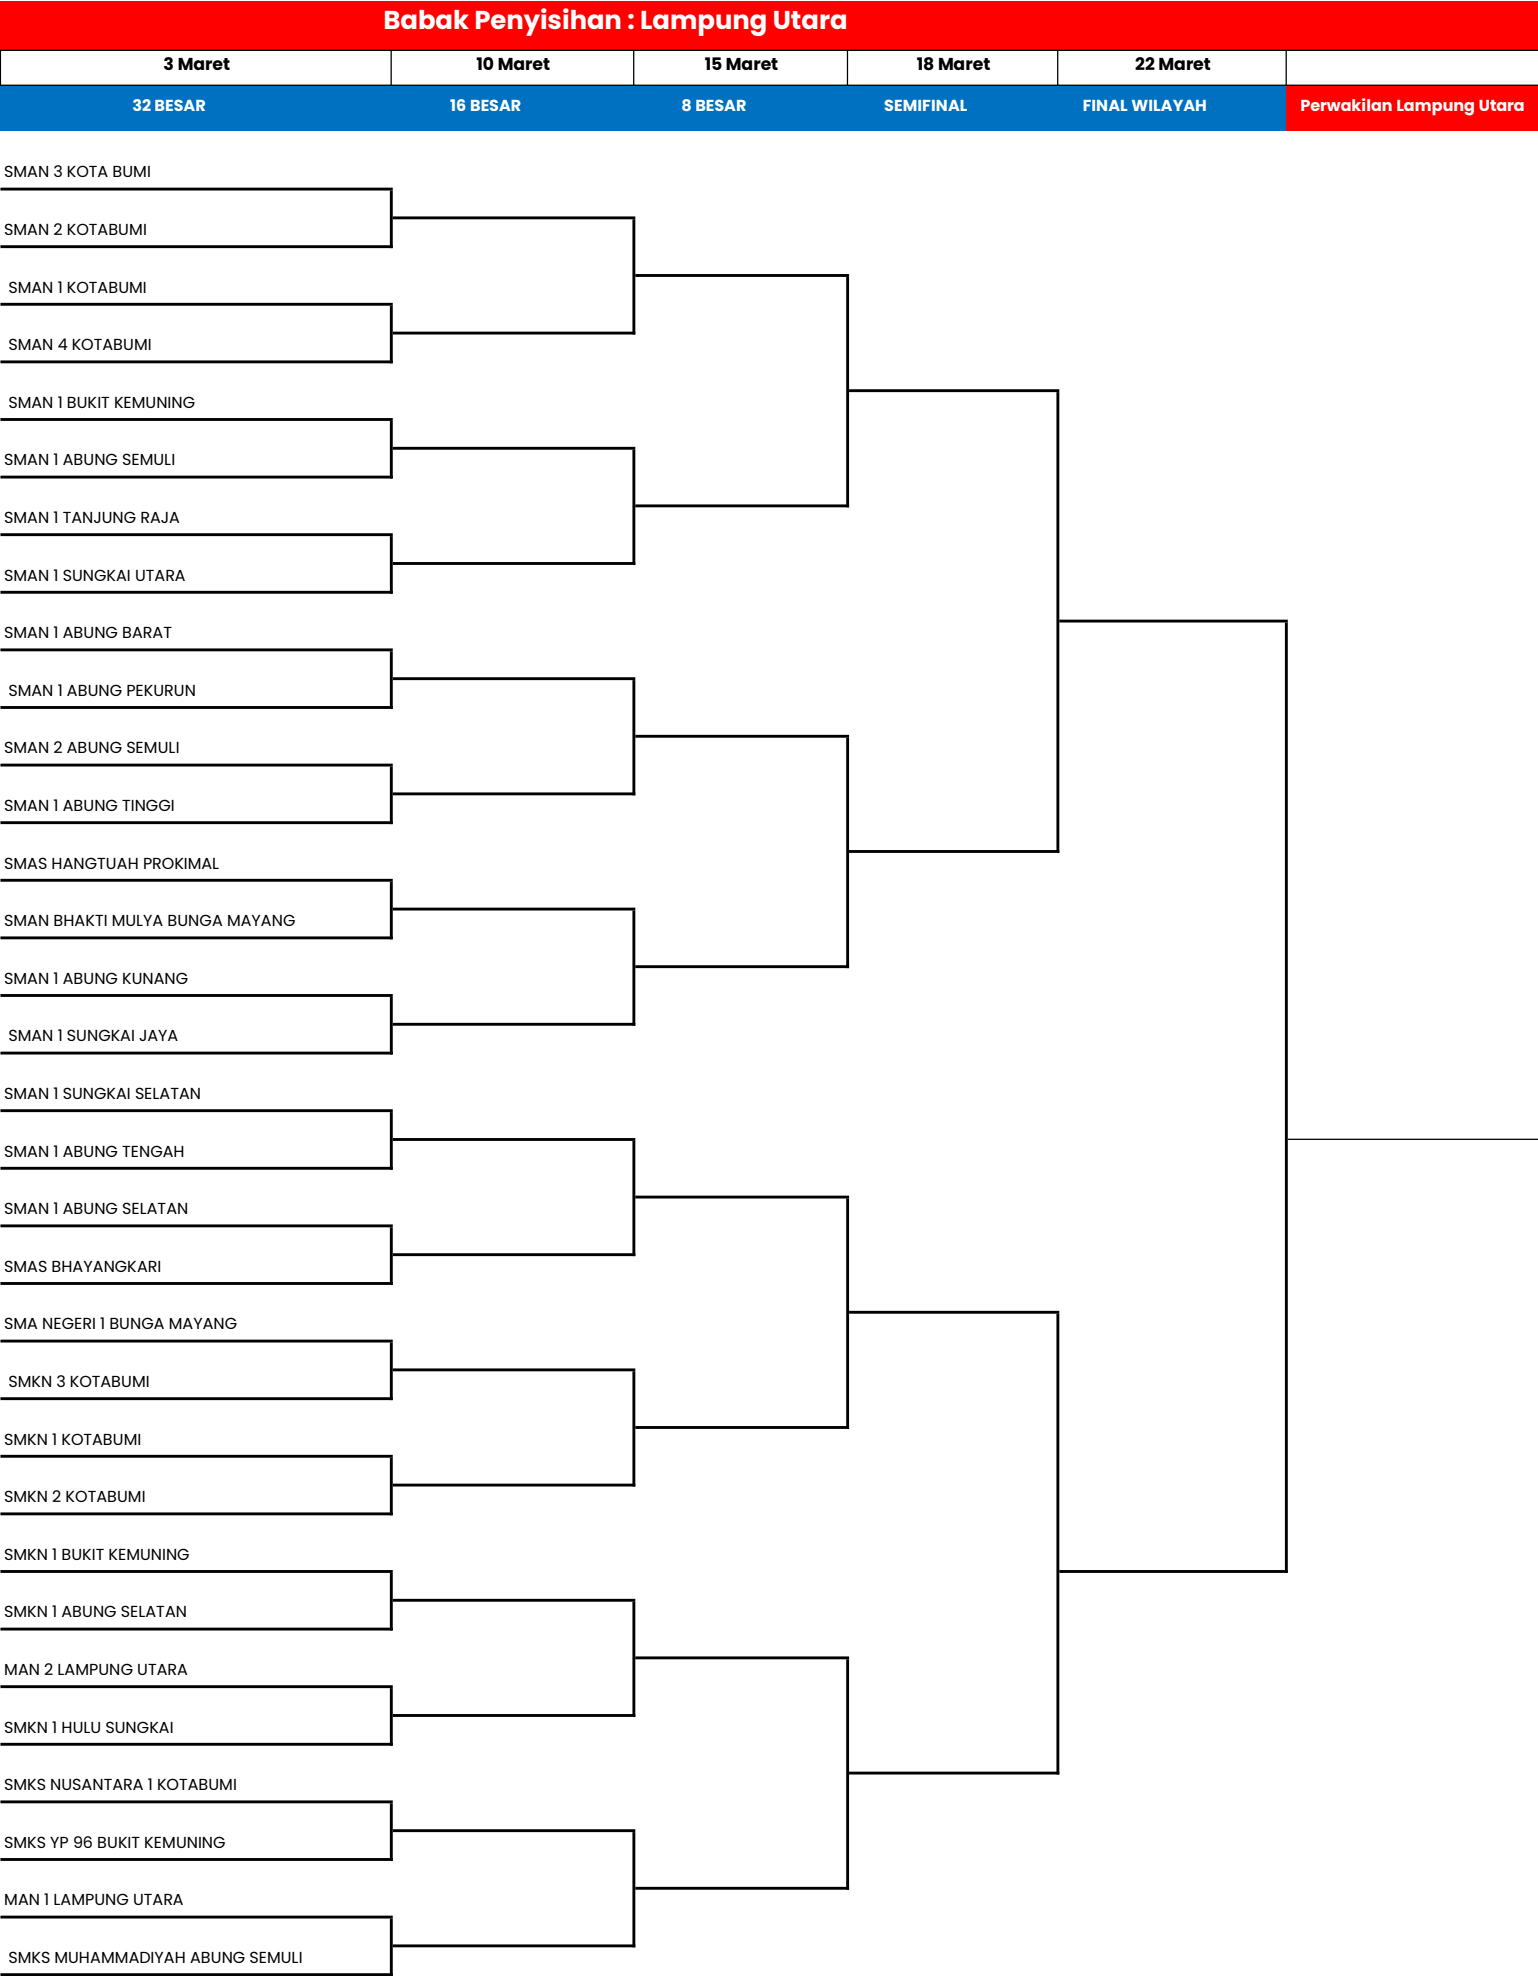 Babak Penyisihan : Lampung Utara
3 Maret 10 Maret 15 Maret 18 Maret 22 Maret
32 BESAR 16 BESAR 8 BESAR SEMIFINAL FINAL WILAYAH Perwakilan Lampung Utara
SMAN 3 KOTA BUMI
SMAN 2 KOTABUMI
SMAN 1 KOTABUMI
SMAN 4 KOTABUMI
SMAN 1 BUKIT KEMUNING
SMAN 1 ABUNG SEMULI
SMAN 1 TANJUNG RAJA
SMAN 1 SUNGKAI UTARA
SMAN 1 ABUNG BARAT
SMAN 1 ABUNG PEKURUN
SMAN 2 ABUNG SEMULI
SMAN 1 ABUNG TINGGI
SMAS HANGTUAH PROKIMAL
SMAN BHAKTI MULYA BUNGA MAYANG
SMAN 1 ABUNG KUNANG
SMAN 1 SUNGKAI JAYA
SMAN 1 SUNGKAI SELATAN
SMAN 1 ABUNG TENGAH
SMAN 1 ABUNG SELATAN
SMAS BHAYANGKARI
SMA NEGERI 1 BUNGA MAYANG
SMKN 3 KOTABUMI
SMKN 1 KOTABUMI
SMKN 2 KOTABUMI
SMKN 1 BUKIT KEMUNING
SMKN 1 ABUNG SELATAN
MAN 2 LAMPUNG UTARA
SMKN 1 HULU SUNGKAI
SMKS NUSANTARA 1 KOTABUMI
SMKS YP 96 BUKIT KEMUNING
MAN 1 LAMPUNG UTARA
SMKS MUHAMMADIYAH ABUNG SEMULI